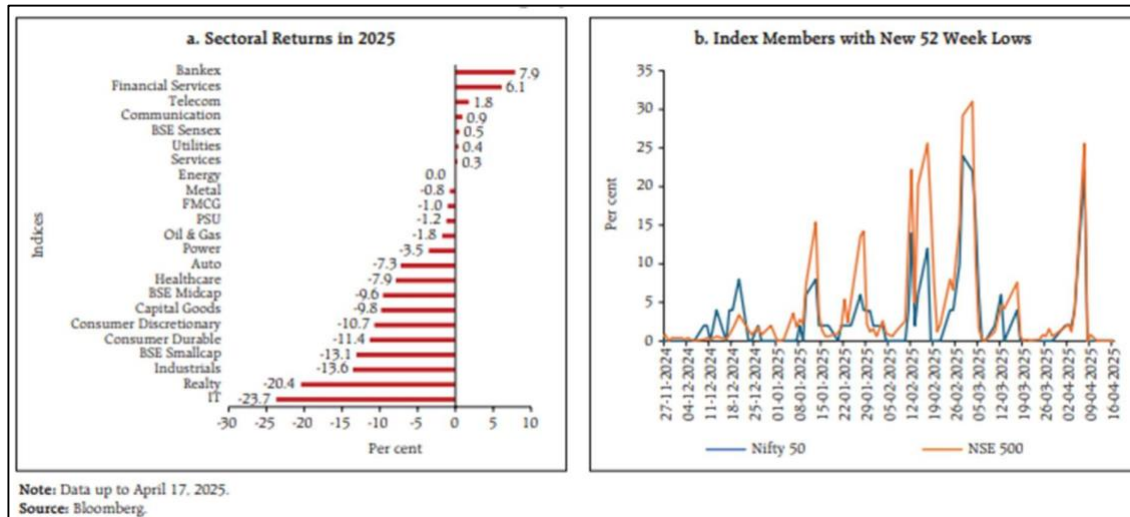 a. Sectoral Returns in 2025
Indices
Bankex 7.9
Financial Services 6.1
Telecom 1.8
Communication 0.9
BSE Sensex 0.5
Utilities 0.4
Services 0.3
Energy 0.0
Metal -0.8
FMCG -1.0
PSU -1.2
Oil & Gas -1.8
Power -3.5
Auto -7.3
Healthcare -7.9
BSE Midcap -9.6
Capital Goods -9.8
Consumer Discretionary -10.7
Consumer Durable -11.4
BSE Smallcap -13.1
Industrials -13.6
Realty -20.4
IT -23.7
-30 -25 -20 -15 -10 -5 0 5 10
Per cent
b. Index Members with New 52 Week Lows
Per cent
35
30
25
20
15
10
5
0
27-11-2024
04-12-2024
11-12-2024
18-12-2024
25-12-2024
01-01-2025
08-01-2025
15-01-2025
22-01-2025
29-01-2025
05-02-2025
12-02-2025
19-02-2025
26-02-2025
05-03-2025
12-03-2025
19-03-2025
26-03-2025
02-04-2025
09-04-2025
16-04-2025
Nifty 50 NSE 500
Note: Data up to April 17, 2025.
Source: Bloomberg.